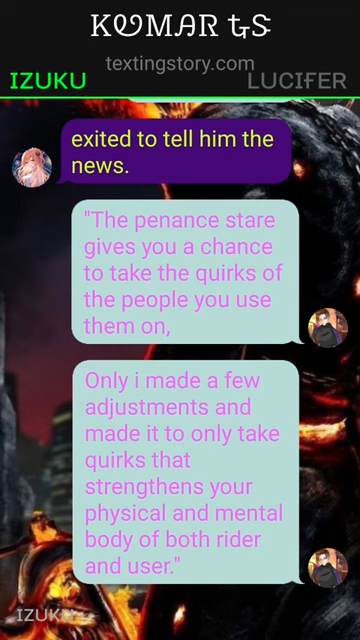 KUMAR TS
textingstory.com
IZUKU LUCIFER
exited to tell him the
news.
"The penance stare
gives you a chance
to take the quirks of
the people you use
them on,
Only i made a few
adjustments and
made it to only take
quirks that
strengthens your
physical and mental
body of both rider
and user."
IZUKU